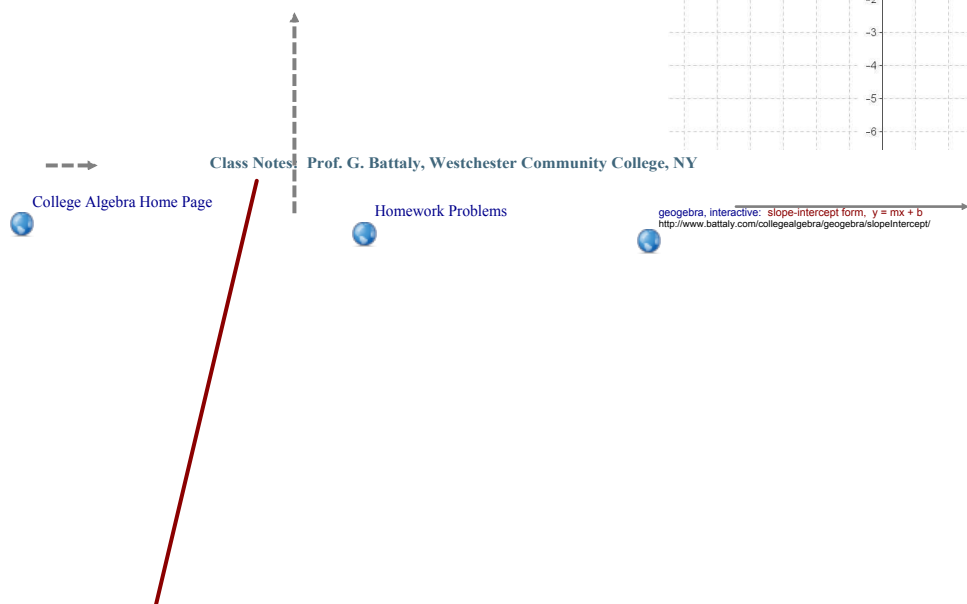 -2
-3
-4
-5
-6
Class Notes: Prof. G. Battaly, Westchester Community College, NY
College Algebra Home Page
Homework Problems
geogebra, interactive: slope-intercept form, y = mx + b
http://www.battaly.com/collegealgebra/geogebra/slopeIntercept/